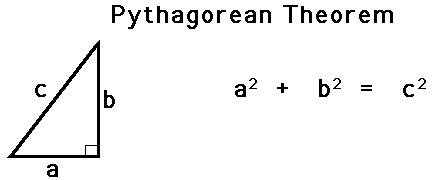 Pythagorean Theorem
c
b
a² + b² = c²
a